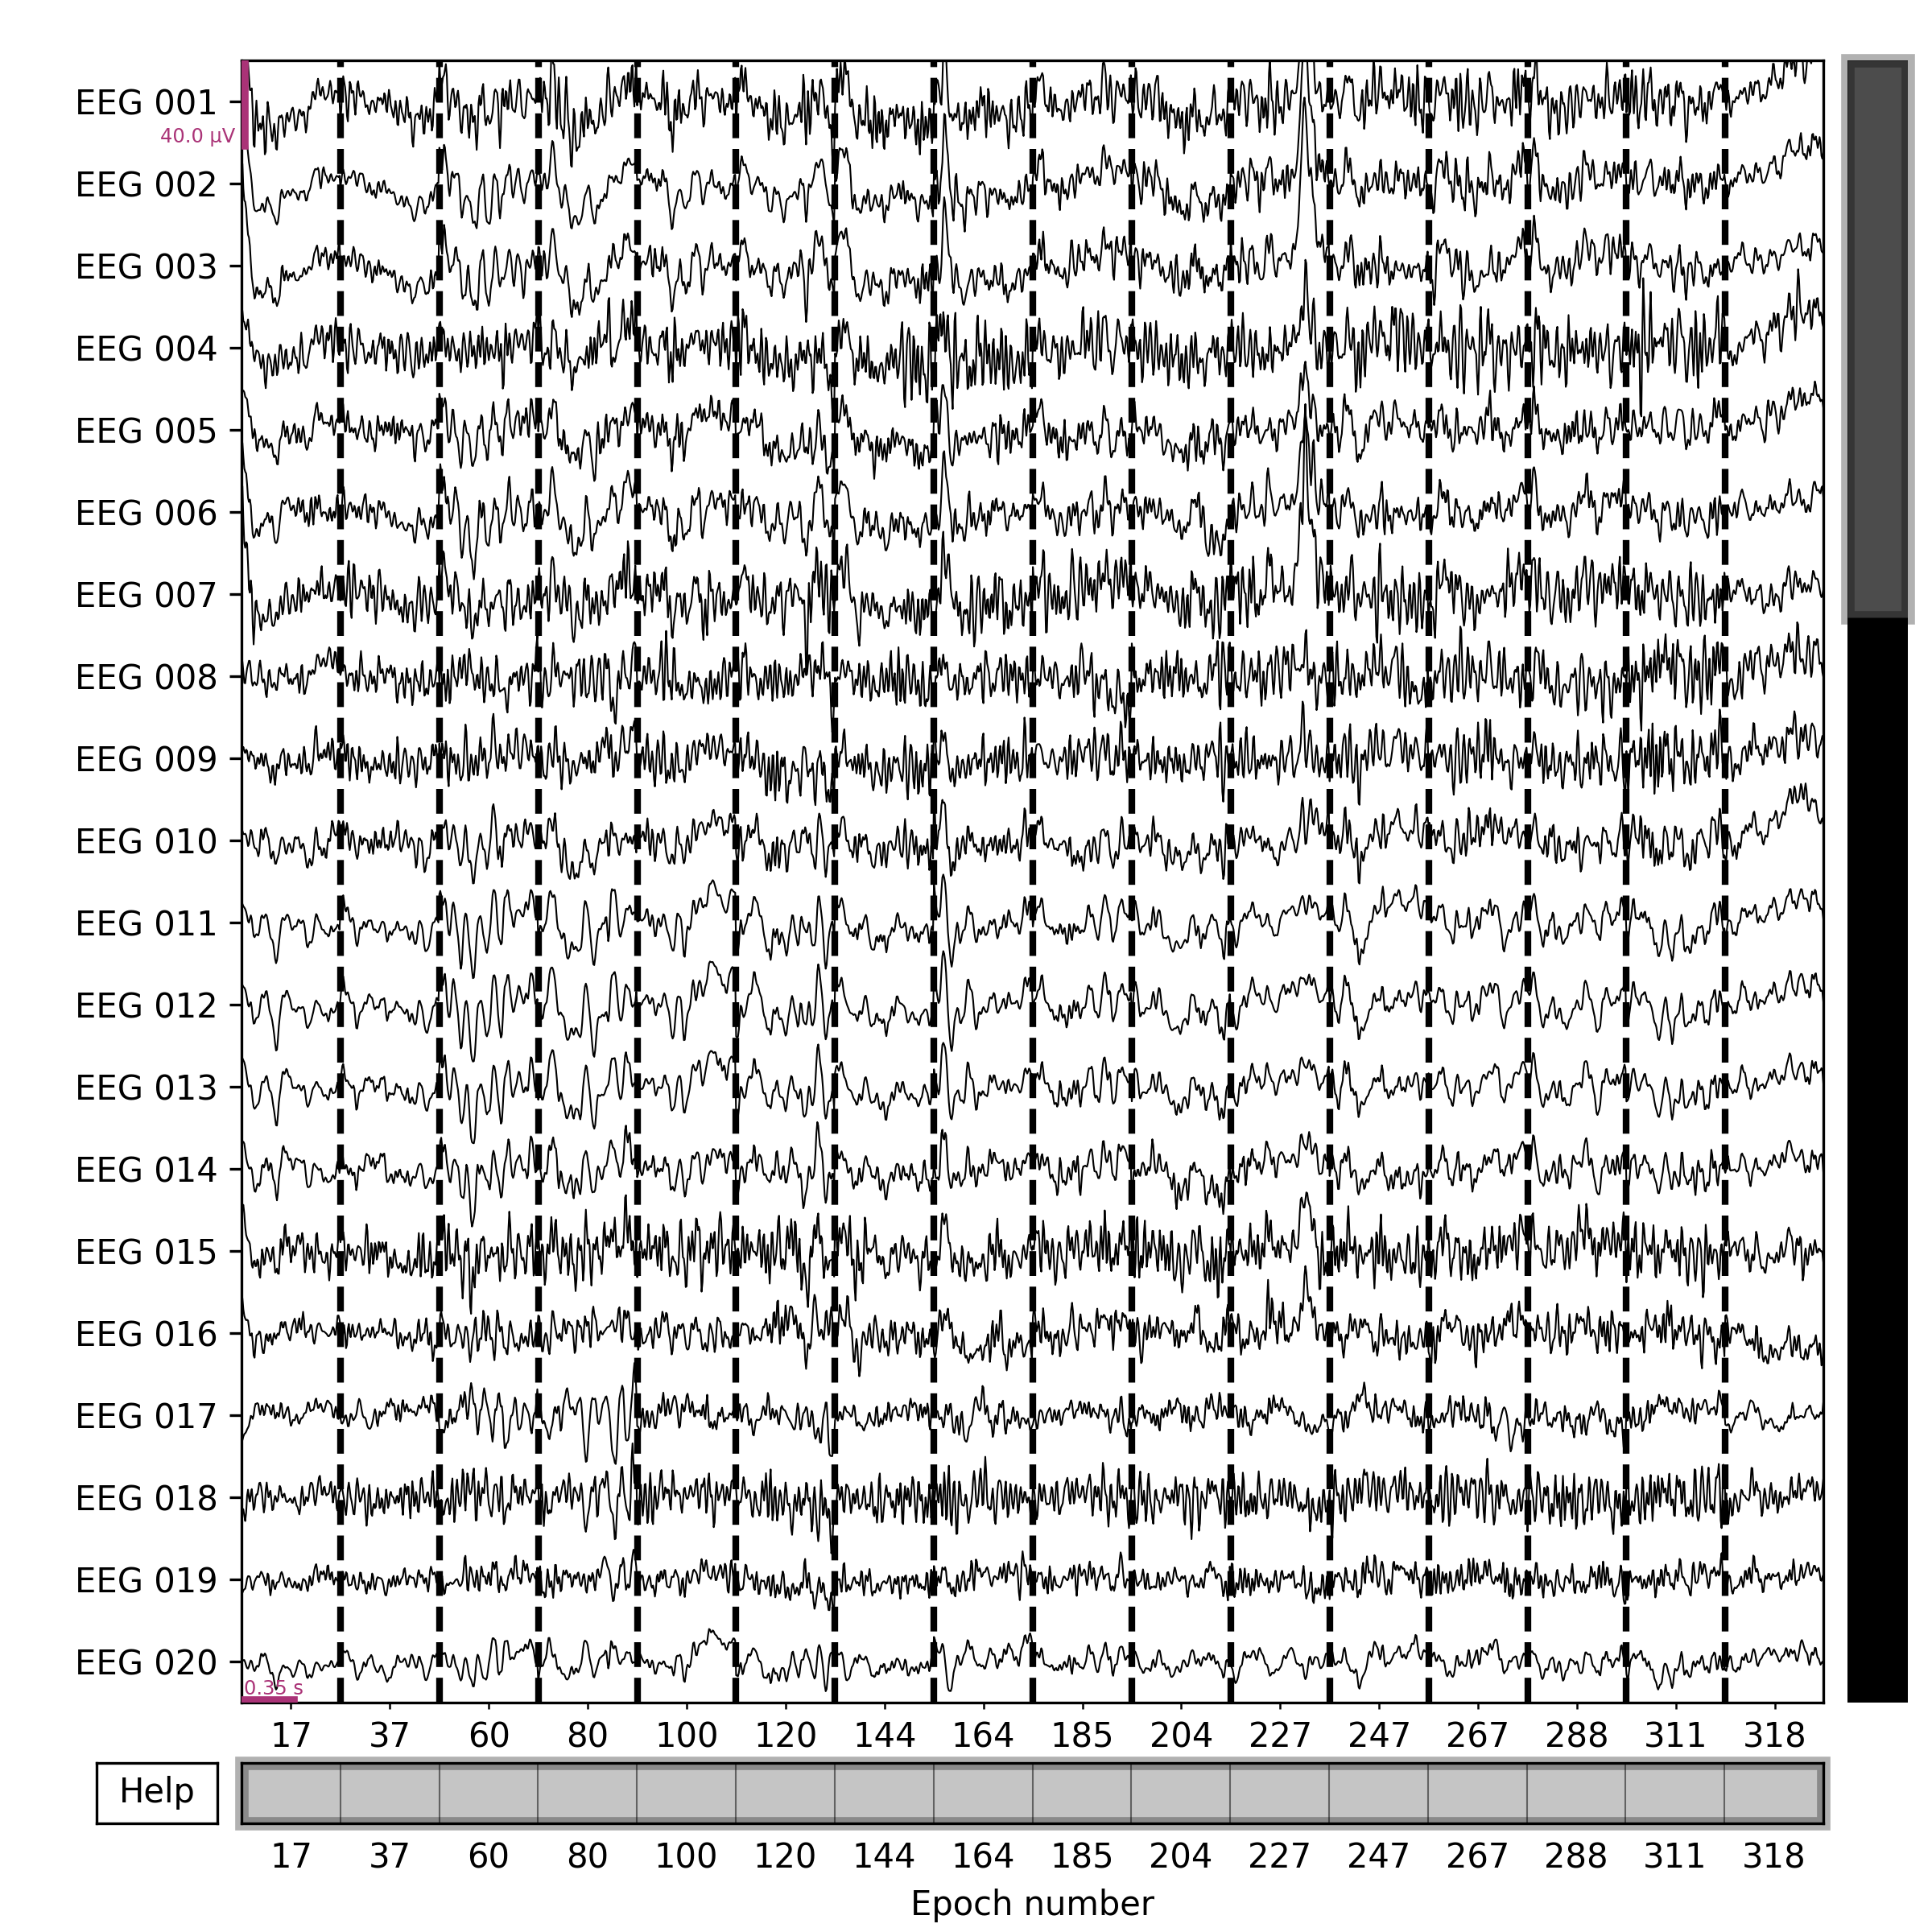 EEG 001
40.0 µV
EEG 002
EEG 003
EEG 004
EEG 005
EEG 006
EEG 007
EEG 008
EEG 009
EEG 010
EEG 011
EEG 012
EEG 013
EEG 014
EEG 015
EEG 016
EEG 017
EEG 018
EEG 019
EEG 020
0.35 s
17 37 60 80 100 120 144 164 185 204 227 247 267 288 311 318
Help
17 37 60 80 100 120 144 164 185 204 227 247 267 288 311 318
Epoch number